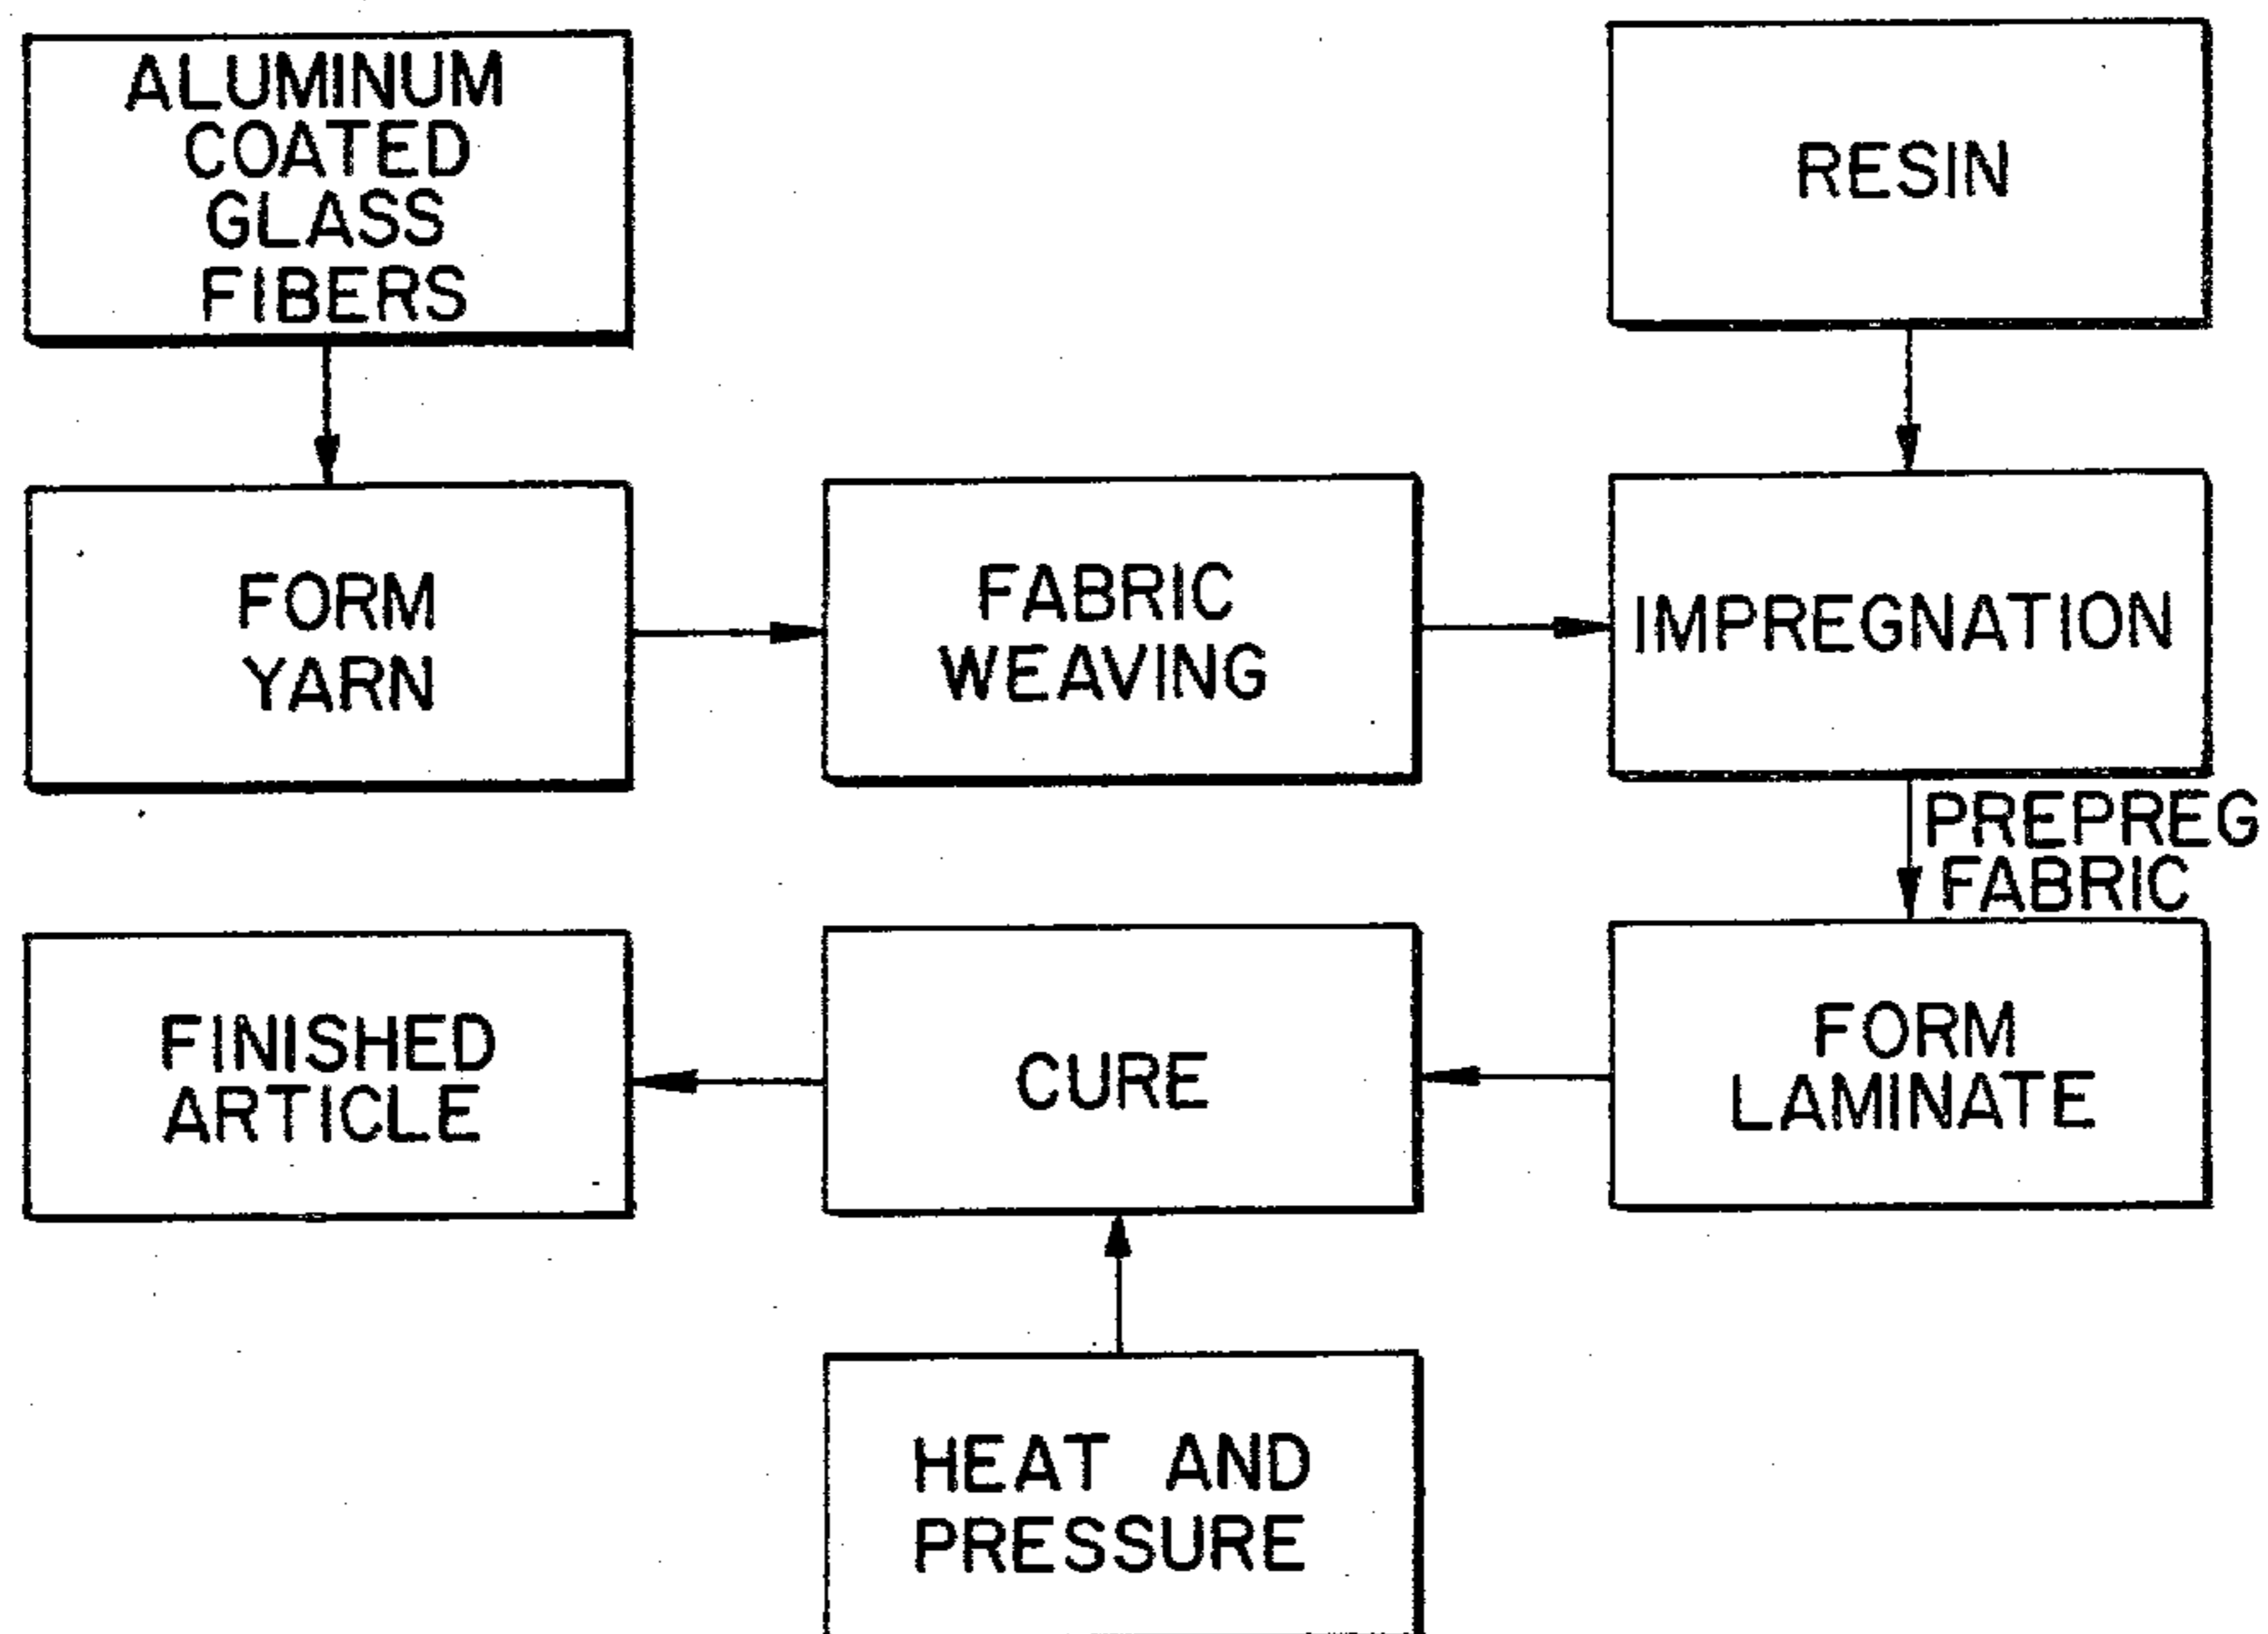 ALUMINUM
COATED
GLASS
FIBERS
RESIN
FORM
YARN
FABRIC
WEAVING
IMPREGNATION
PREPREG
FABRIC
FINISHED
ARTICLE
CURE
FORM
LAMINATE
HEAT AND
PRESSURE